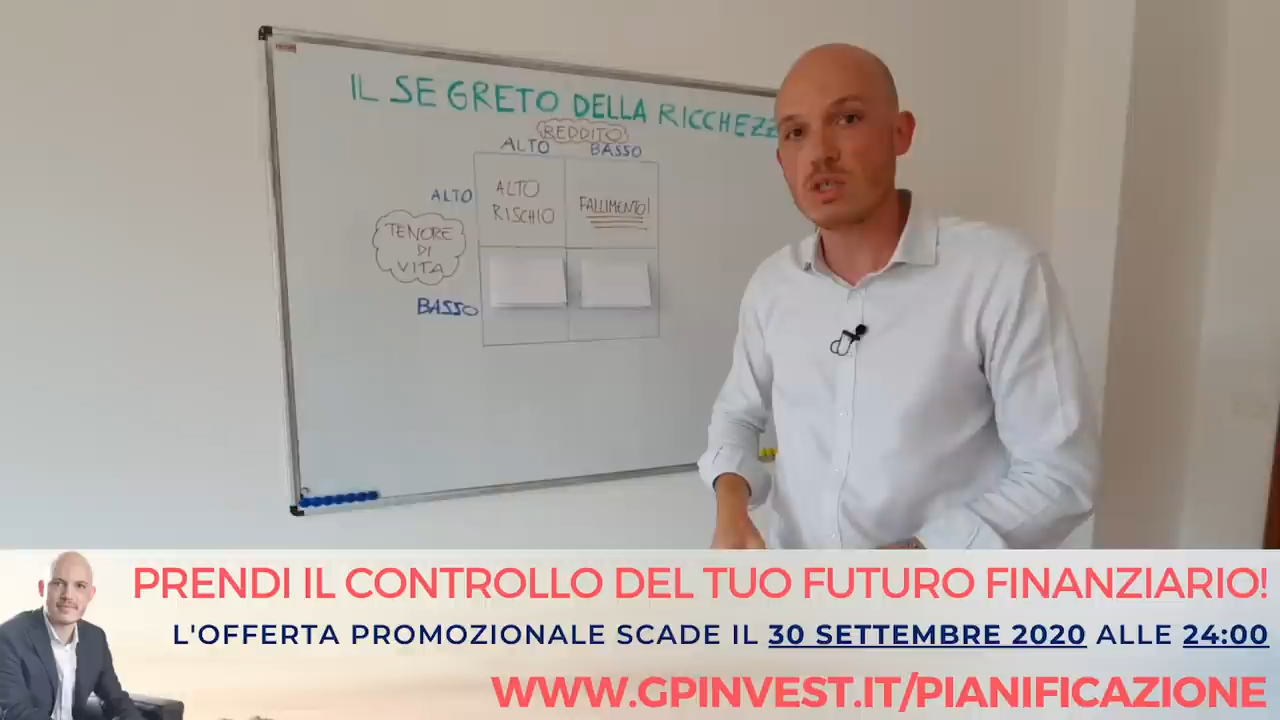 IL SEGRETO DELLA RICCHEZZ
REDDITO
ALTO BASSO
ALTO
ALTO
RISCHIO
FALLIMENTO!
TENORE
DI
VITA
BASSO
PRENDI IL CONTROLLO DEL TUO FUTURO FINANZIARIO!
L'OFFERTA PROMOZIONALE SCADE IL 30 SETTEMBRE 2020 ALLE 24:00
WWW.GPINVEST.IT/PIANIFICAZIONE